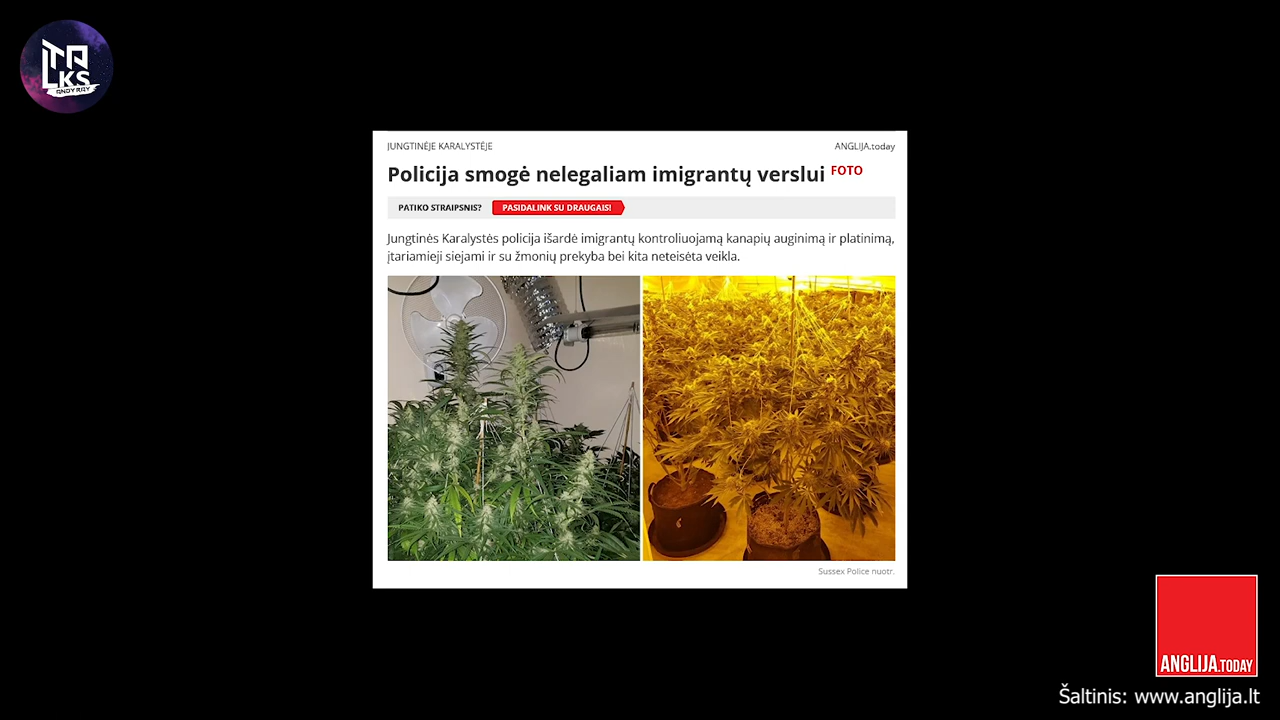 TALKS
ANDY RAY
JUNGTINĖJE KARALYSTĖJE
ANGLIJA.today
Policija smogė nelegaliam imigrantų verslui FOTO
PATIKO STRAIPSNIS? PASIDALINK SU DRAUGAIS!
Jungtinės Karalystės policija išardė imigrantų kontroliuojamą kanapių auginimą ir platinimą,
įtariamieji siejami ir su žmonių prekyba bei kita neteisėta veikla.
Sussex Police nuotr.
ANGLIJA.TODAY
Šaltinis: www.anglija.lt